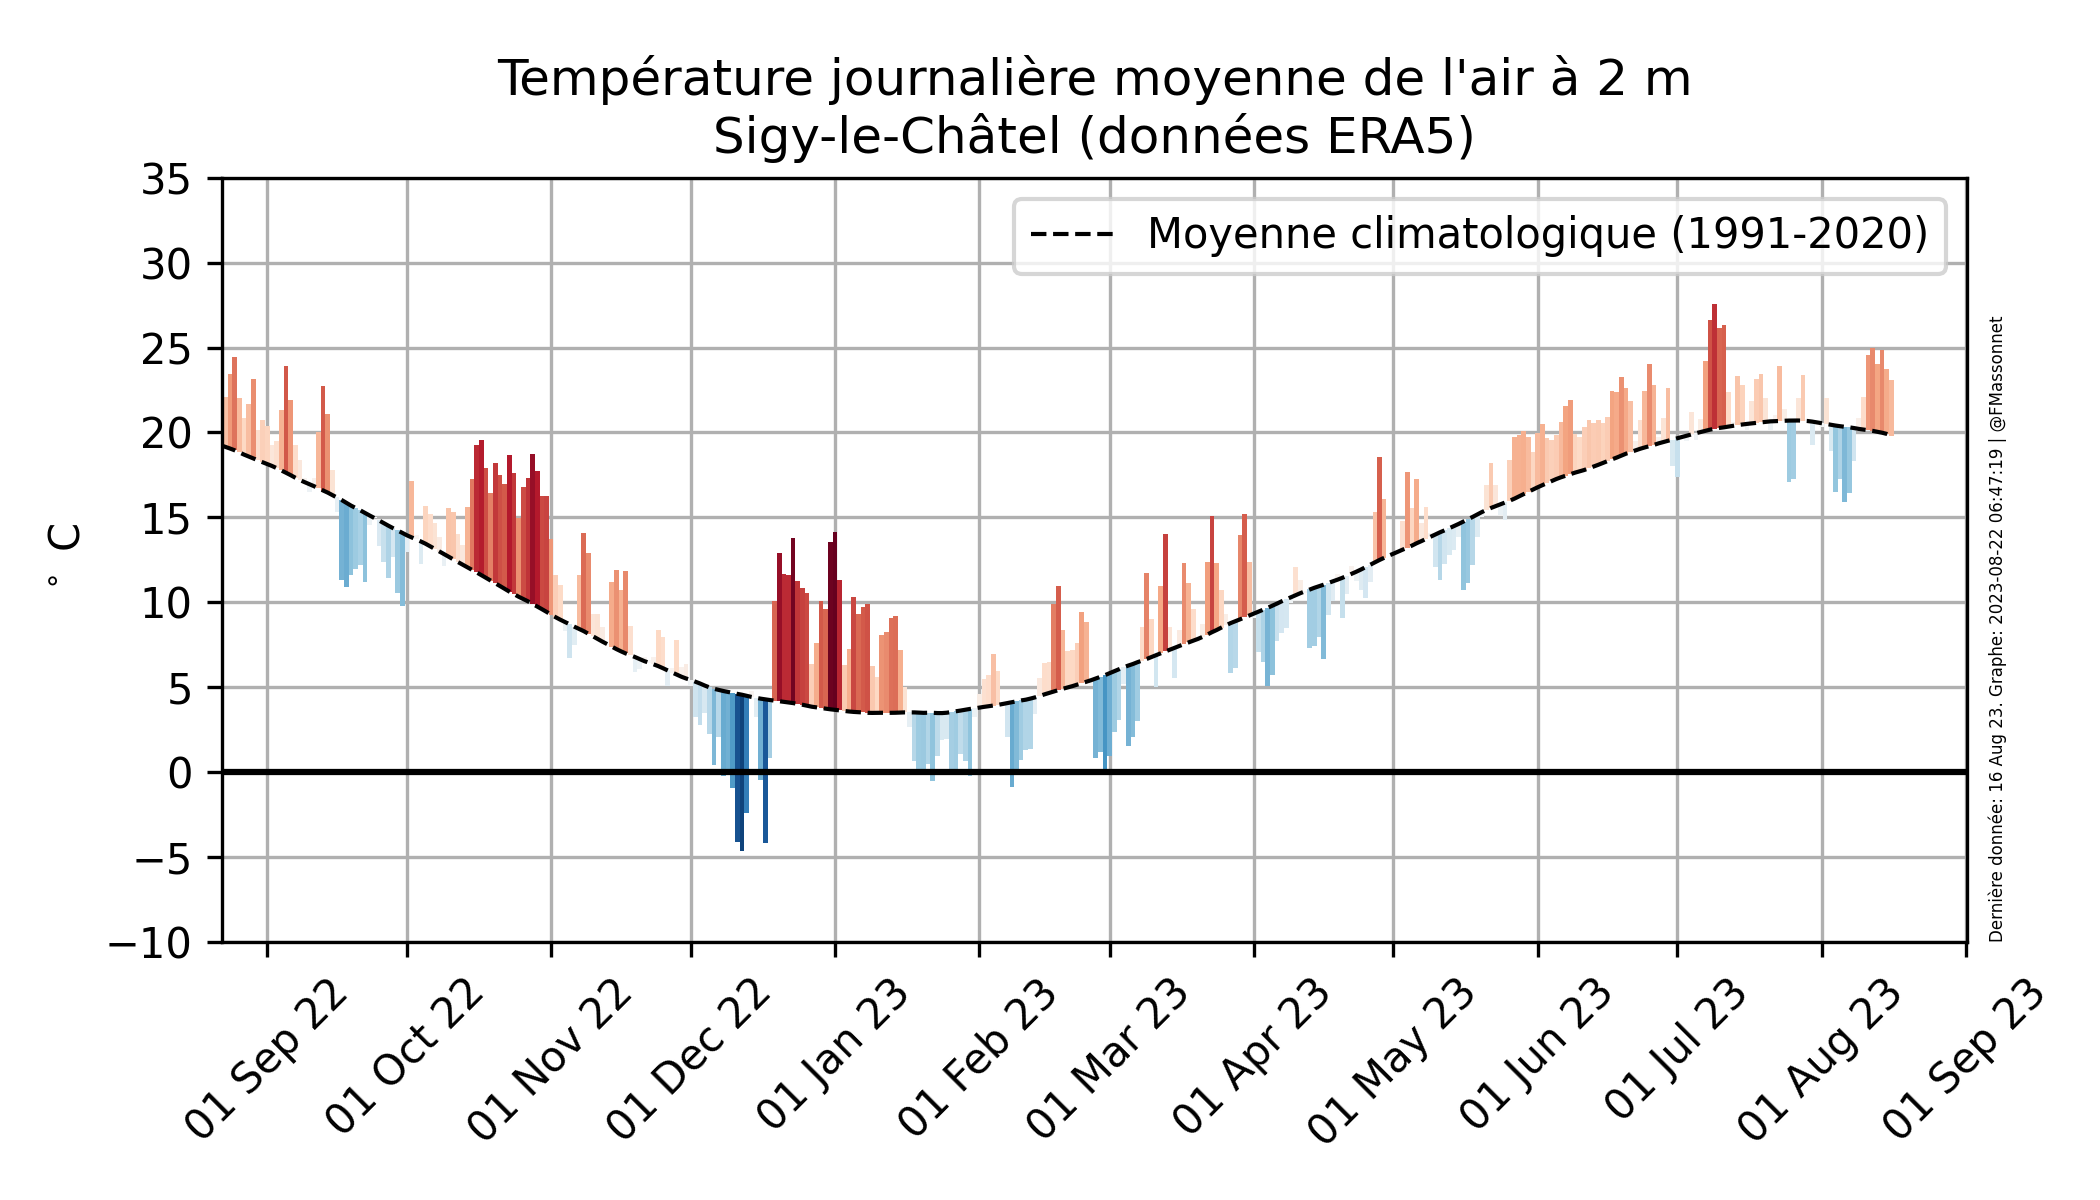 Température journalière moyenne de l'air à 2 m
Sigy-le-Châtel (données ERA5)
Moyenne climatologique (1991-2020)
° C
35
30
25
20
15
10
5
0
−5
−10
01 Sep 22
01 Oct 22
01 Nov 22
01 Dec 22
01 Jan 23
01 Feb 23
01 Mar 23
01 Apr 23
01 May 23
01 Jun 23
01 Jul 23
01 Aug 23
01 Sep 23
Dernière donnée: 16 Aug 23. Graphe: 2023-08-22 06:47:19 | @FMassonnet